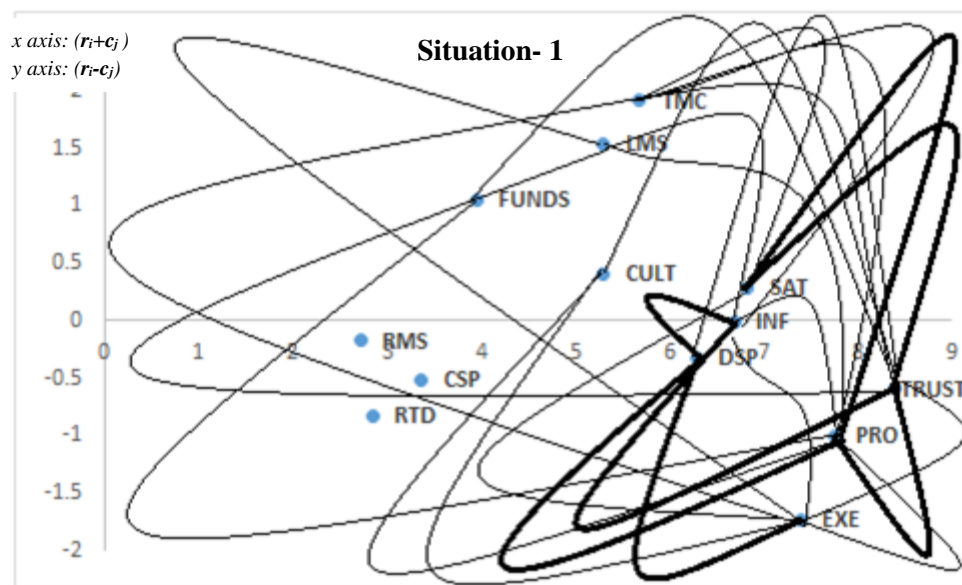 x axis: (ri+cj )
y axis: (ri-cj)
Situation- 1
2
TMC
1.5
LMS
1
FUNDS
0.5
CULT
SAT
INF
0
0 1 2 3 4 5 6 7 8 9
RMS
DSP
CSP
-0.5
TRUST
RTD
-1
PRO
-1.5
EXE
-2